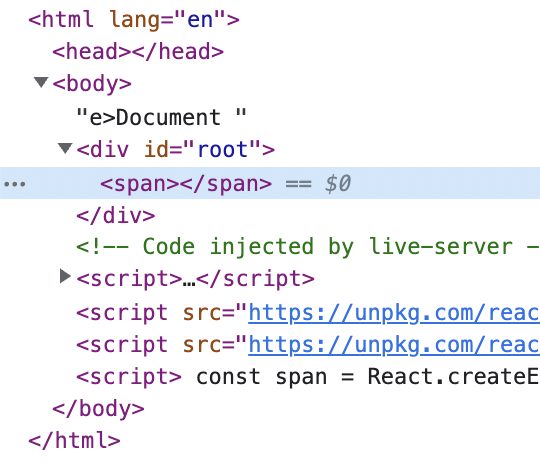 <html lang="en">
<head></head>
<body>
"e>Document "
<div id="root">
<span></span> == $0
</div>
<!-- Code injected by live-server -
<script>…</script>
<script src="https://unpkg.com/reac
<script src="https://unpkg.com/reac
<script> const span = React.createE
</body>
</html>